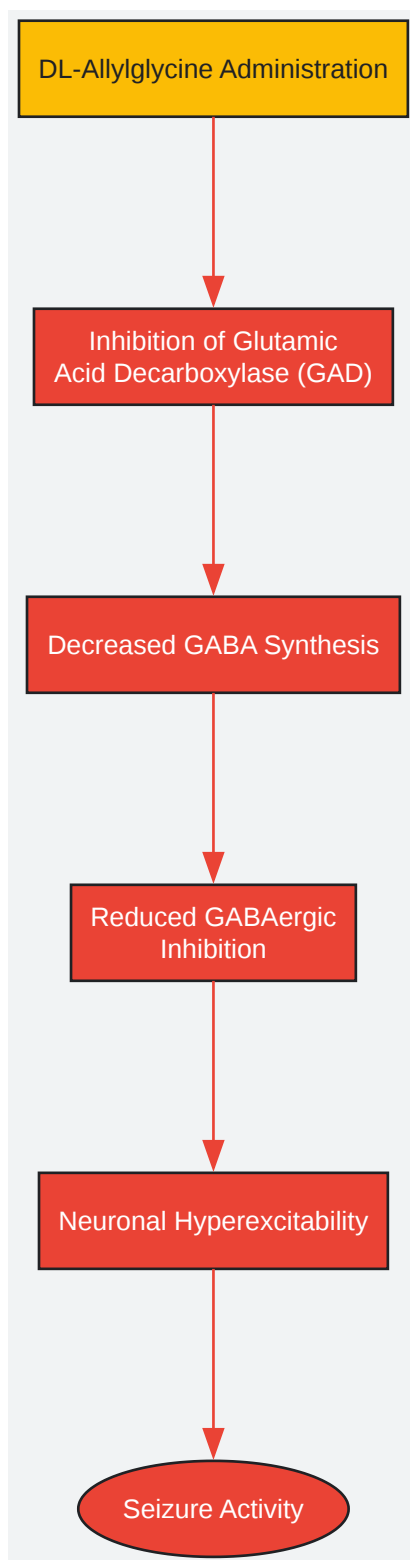 DL-Allylglycine Administration
Inhibition of Glutamic
Acid Decarboxylase (GAD)
Decreased GABA Synthesis
Reduced GABAergic
Inhibition
Neuronal Hyperexcitability
Seizure Activity